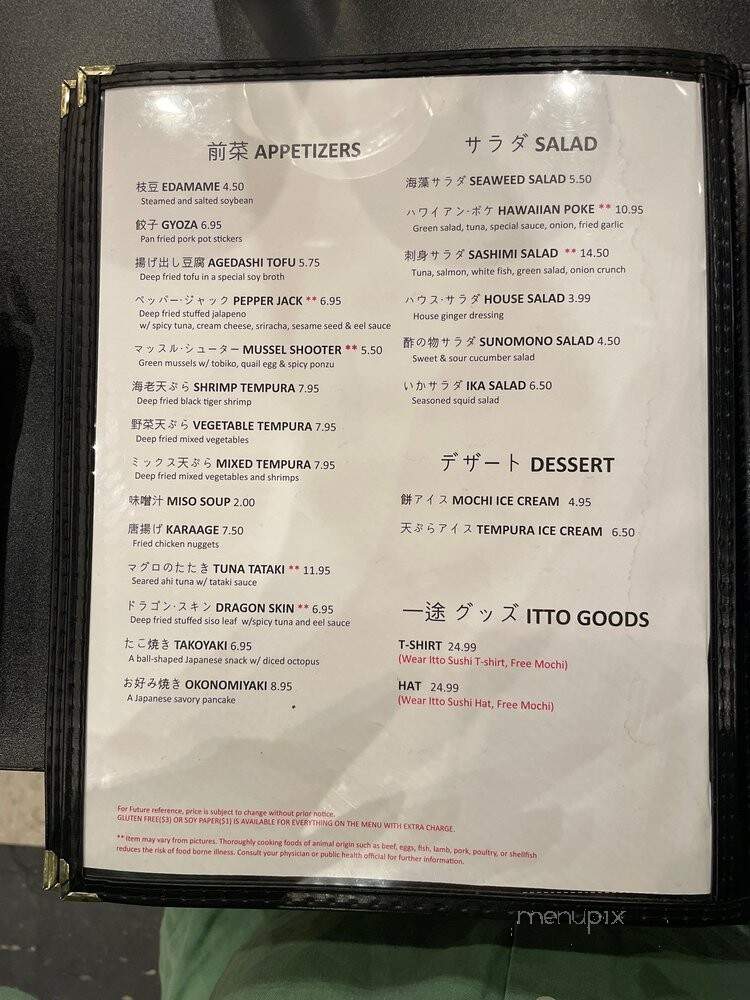 前菜 APPETIZERS
枝豆 EDAMAME 4.50
Steamed and salted soybean
餃子 GYOZA 6.95
Pan fried pork pot stickers
揚げ出し豆腐 AGEDASHI TOFU 5.75
Deep fried tofu in a special soy broth
ペッパー・ジャック PEPPER JACK ** 6.95
Deep fried stuffed jalapeno
w/ spicy tuna, cream cheese, sriracha, sesame seed & eel sauce
マッスル・シューター MUSSEL SHOOTER ** 5.50
Green mussels w/ tobiko, quail egg & spicy ponzu
海老天ぷら SHRIMP TEMPURA 7.95
Deep fried black tiger shrimp
野菜天ぷら VEGETABLE TEMPURA 7.95
Deep fried mixed vegetables
ミックス天ぷら MIXED TEMPURA 7.95
Deep fried mixed vegetables and shrimps
味噌汁 MISO SOUP 2.00
唐揚げ KARAAGE 7.50
Fried chicken nuggets
マグロのたたき TUNA TATAKI ** 11.95
Seared ahi tuna w/ tataki sauce
ドラゴン・スキン DRAGON SKIN ** 6.95
Deep fried stuffed siso leaf w/spicy tuna and eel sauce
たこ焼き TAKOYAKI 6.95
A ball-shaped Japanese snack w/ diced octopus
お好み焼き OKONOMIYAKI 8.95
A Japanese savory pancake
サラダ SALAD
海藻サラダ SEAWEED SALAD 5.50
ハワイアン・ポケ HAWAIIAN POKE ** 10.95
Green salad, tuna, special sauce, onion, fried garlic
刺身サラダ SASHIMI SALAD ** 14.50
Tuna, salmon, white fish, green salad, onion crunch
ハウス・サラダ HOUSE SALAD 3.99
House ginger dressing
酢の物サラダ SUNOMONO SALAD 4.50
Sweet & sour cucumber salad
いかサラダ IKA SALAD 6.50
Seasoned squid salad
デザート DESSERT
餅アイス MOCHI ICE CREAM 4.95
天ぷらアイス TEMPURA ICE CREAM 6.50
一途 グッズ ITTO GOODS
T-SHIRT 24.99
(Wear Itto Sushi T-shirt, Free Mochi)
HAT 24.99
(Wear Itto Sushi Hat, Free Mochi)
For Future reference, price is subject to change without prior notice.
GLUTEN FREE($3) OR SOY PAPER($1) IS AVAILABLE FOR EVERYTHING ON THE MENU WITH EXTRA CHARGE.
** Item may vary from pictures. Thoroughly cooking foods of animal origin such as beef, eggs, fish, lamb, pork, poultry, or shellfish
reduces the risk of food borne illness. Consult your physician or public health official for further information.
menupix